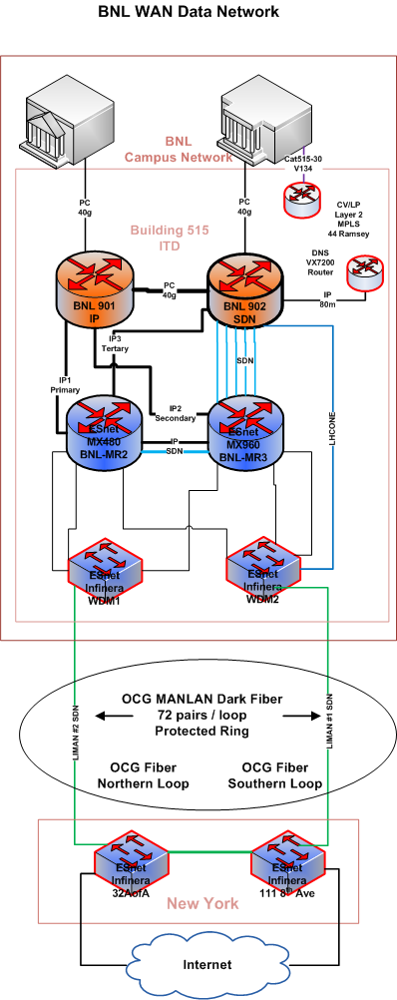 BNL WAN Data Network
BNL
Campus Network
Cat515-30
V134
PC
40g
PC
40g
CV/LP
Layer 2
MPLS
44 Ramsey
Building 515
ITD
DNS
VX7200
Router
PC
40g
IP
80m
BNL 901
IP
BNL 902
SDN
IP3
Tertary
SDN
IP1
Primary
IP2
Secondary
LHCONE
ESnet
MX480
BNL-MR2
IP
SDN
ESnet
MX960
BNL-MR3
ESnet
Infinera
WDM1
ESnet
Infinera
WDM2
OCG MANLAN Dark Fiber
72 pairs / loop
Protected Ring
LIMAN #2 SDN
LIMAN #1 SDN
OCG Fiber
Northern Loop
OCG Fiber
Southern Loop
ESnet
Infinera
32AofA
ESnet
Infinera
111 8th Ave
New York
Internet